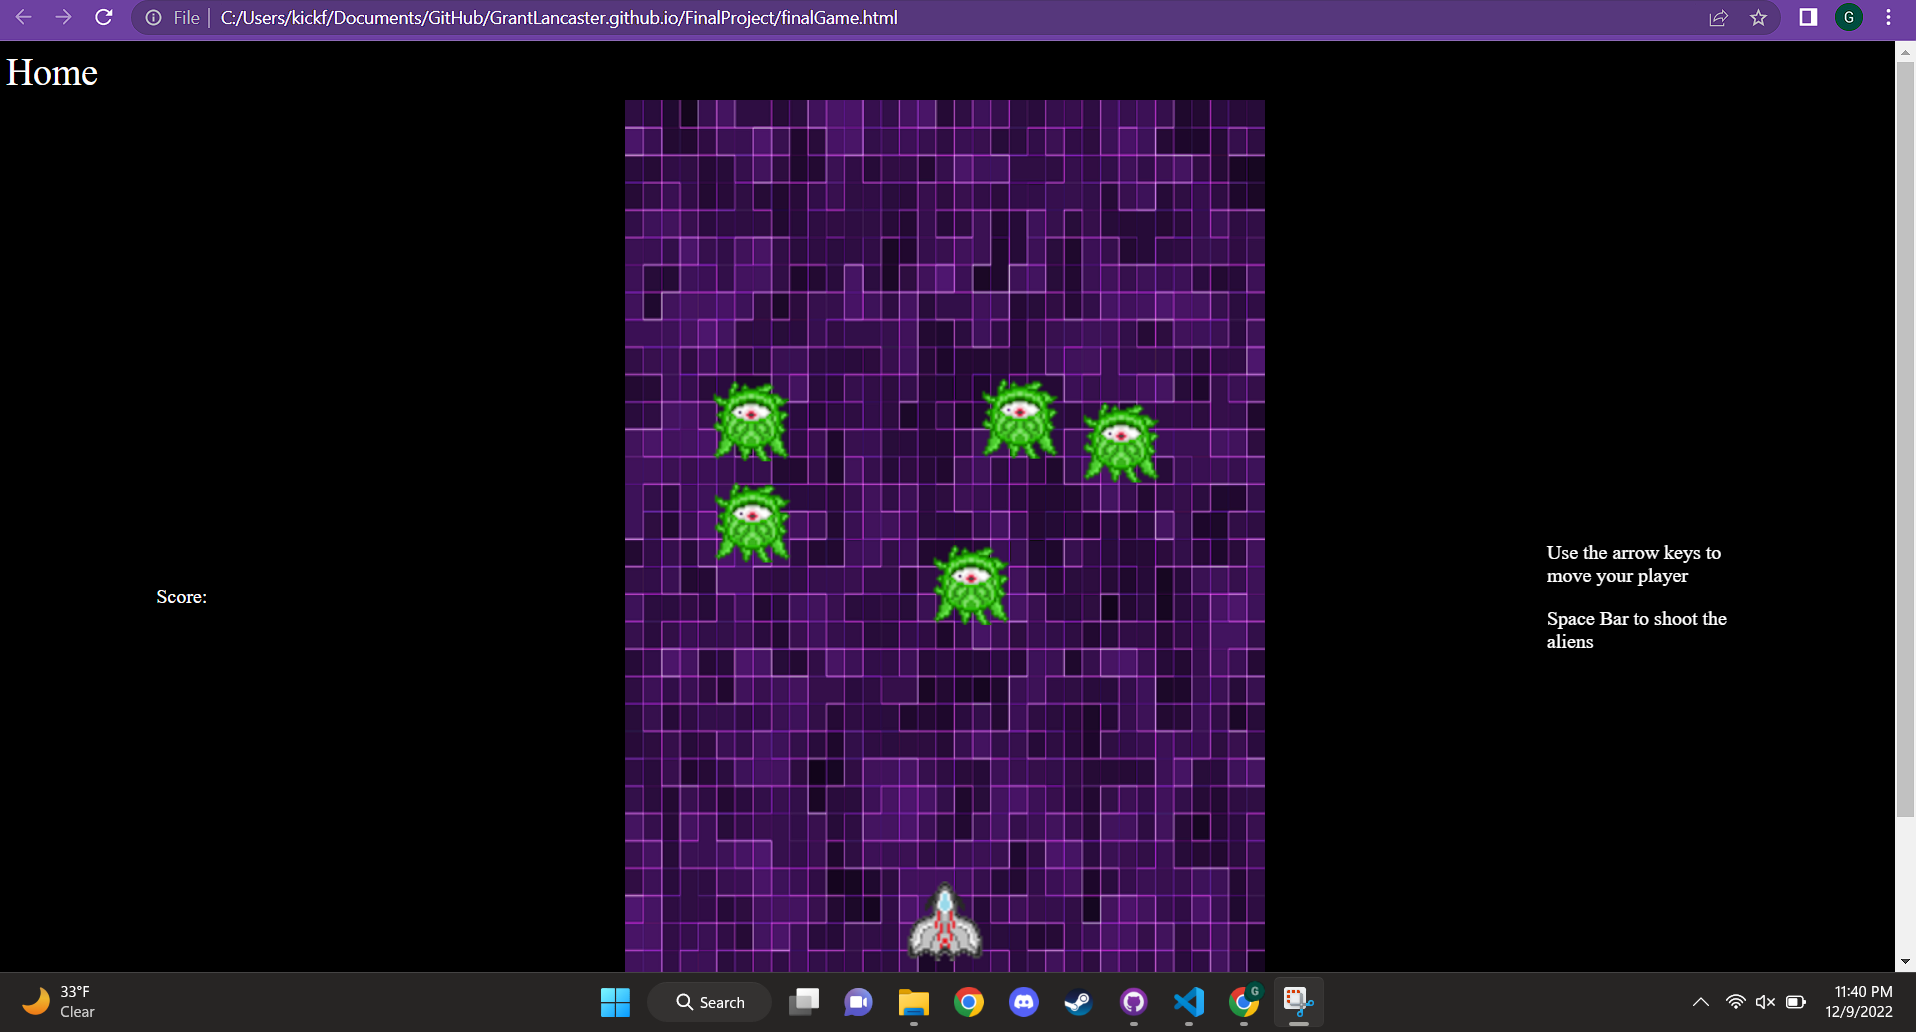 File
C:/Users/kickf/Documents/GitHub/GrantLancaster.github.io/FinalProject/finalGame.html
G
Home
Score:
Use the arrow keys to
move your player
Space Bar to shoot the
aliens
33°F
Clear
Search
G
11:40 PM
12/9/2022